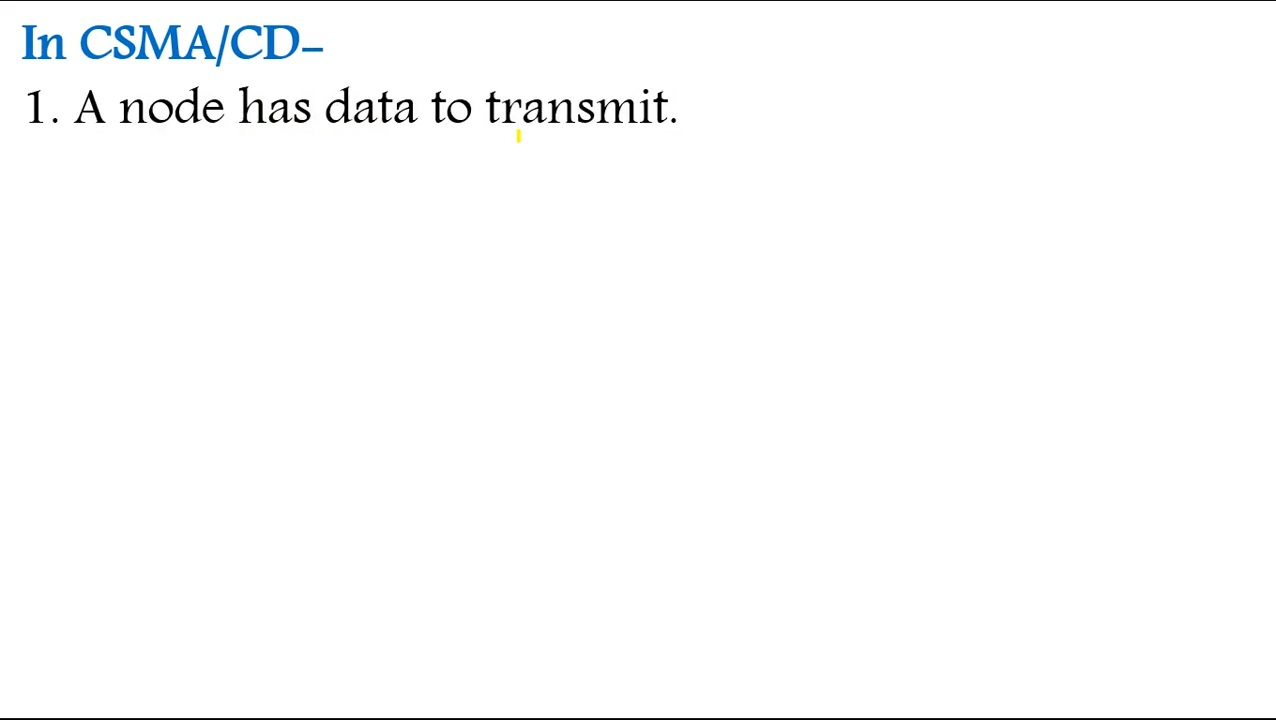 In CSMA/CD-
1. A node has data to transmit.